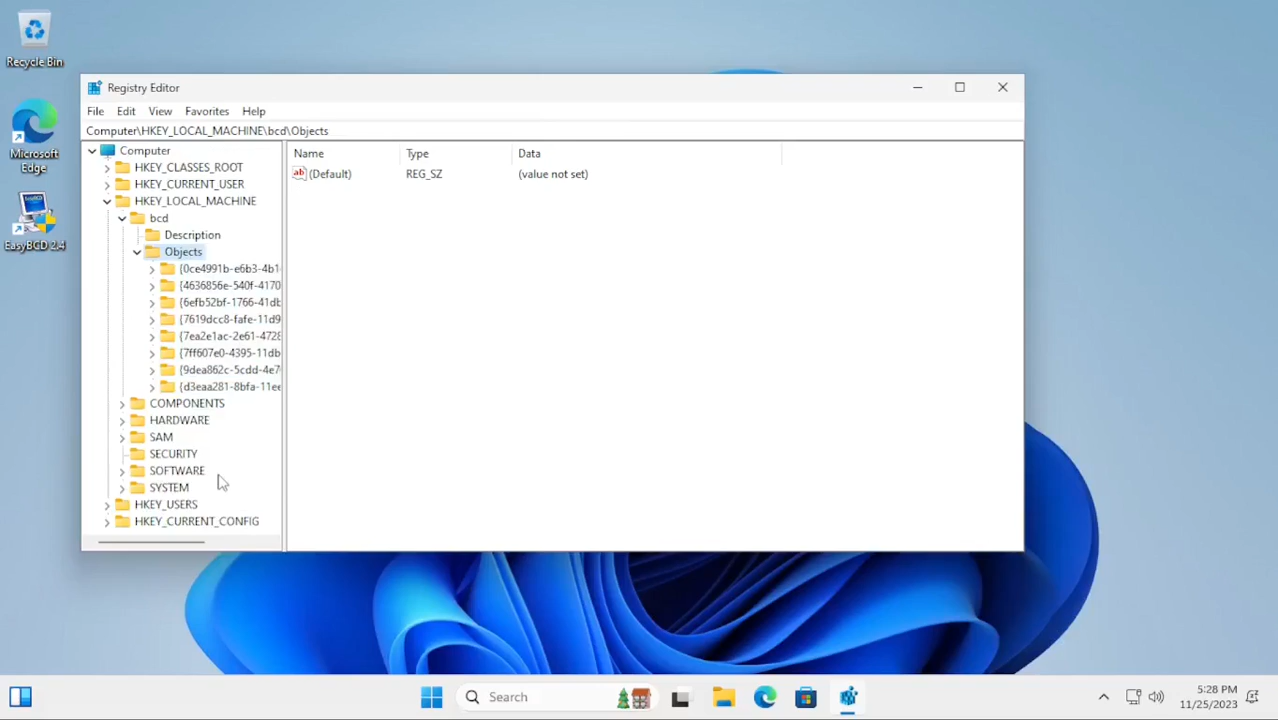 Recycle Bin
Microsoft
Edge
EasyBCD 2.4
Registry Editor
File Edit View Favorites Help
Computer\HKEY_LOCAL_MACHINE\bcd\Objects
Computer
HKEY_CLASSES_ROOT
HKEY_CURRENT_USER
HKEY_LOCAL_MACHINE
bcd
Description
Objects
{0ce4991b-e6b3-4b1
{4636856e-540f-4170
{6efb52bf-1766-41db
{7619dcc8-fafe-11d9
{7ea2e1ac-2e61-4728
{7ff607e0-4395-11db
{9dea862c-5cdd-4e7
{d3eaa281-8bfa-11ee
COMPONENTS
HARDWARE
SAM
SECURITY
SOFTWARE
SYSTEM
HKEY_USERS
HKEY_CURRENT_CONFIG
Name Type Data
ab (Default) REG_SZ (value not set)
Search
5:28 PM
11/25/2023